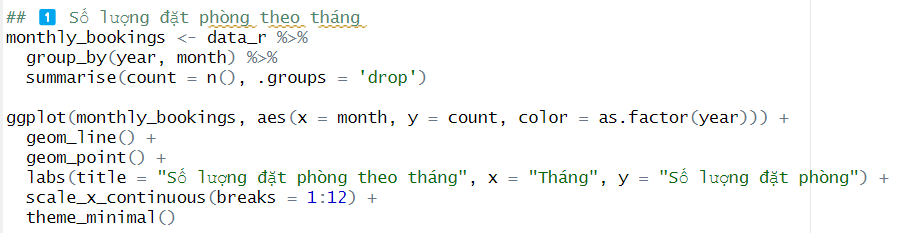 ## 1️⃣ Số lượng đặt phòng theo tháng
monthly_bookings <- data_r %>%
  group_by(year, month) %>%
  summarise(count = n(), .groups = 'drop')

ggplot(monthly_bookings, aes(x = month, y = count, color = as.factor(year))) +
  geom_line() +
  geom_point() +
  labs(title = "Số lượng đặt phòng theo tháng", x = "Tháng", y = "Số lượng đặt phòng") +
  scale_x_continuous(breaks = 1:12) +
  theme_minimal()